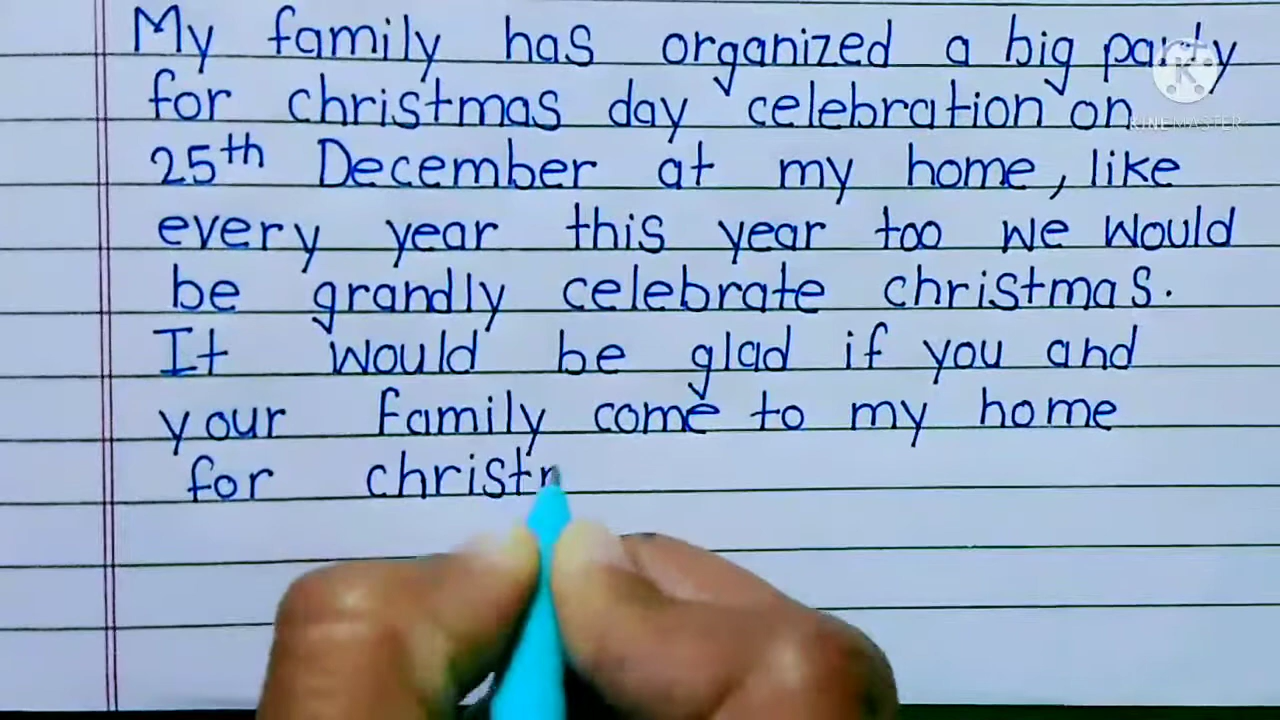 My family has organized a big party
for christmas day celebration on
25th December at my home, like
every year this year too we would
be grandly celebrate christmas.
It would be glad if you and
your family come to my home
for christ
KINEMASTER